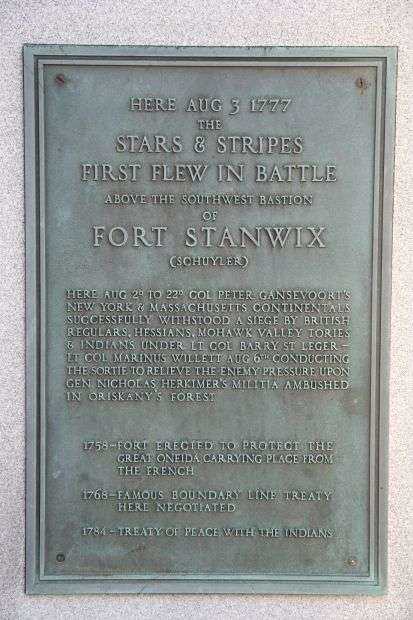 HERE AUG 3 1777
THE
STARS & STRIPES
FIRST FLEW IN BATTLE
ABOVE THE SOUTHWEST BASTION
OF
FORT STANWIX
(SCHUYLER)
HERE AUG 2D TO 22D COL PETER GANSEVOORT'S
NEW YORK & MASSACHUSETTS CONTINENTALS
SUCCESSFULLY WITHSTOOD A SIEGE BY BRITISH
REGULARS, HESSIANS, MOHAWK VALLEY TORIES
& INDIANS UNDER LT COL BARRY ST LEGER–
LT COL MARINUS WILLETT AUG 6TH CONDUCTING
THE SORTIE TO RELIEVE THE ENEMY PRESSURE UPON
GEN NICHOLAS HERKIMER'S MILITIA AMBUSHED
IN ORISKANY'S FOREST
1758–FORT ERECTED TO PROTECT THE
GREAT ONEIDA CARRYING PLACE FROM
THE FRENCH
1768–FAMOUS BOUNDARY LINE TREATY
HERE NEGOTIATED
1784–TREATY OF PEACE WITH THE INDIANS